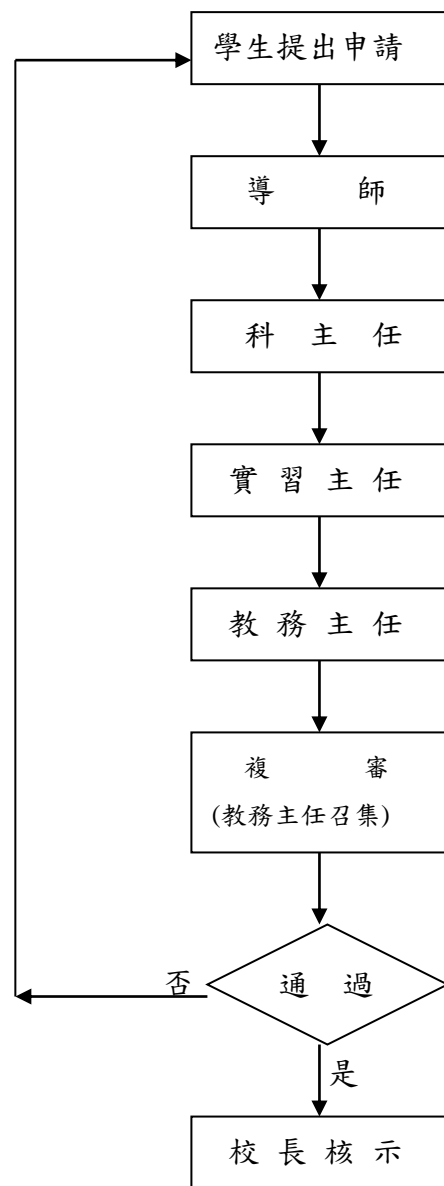 學生提出申請
導師
科主任
實習主任
教務主任
複審
(教務主任召集)
否
通過
是
校長核示